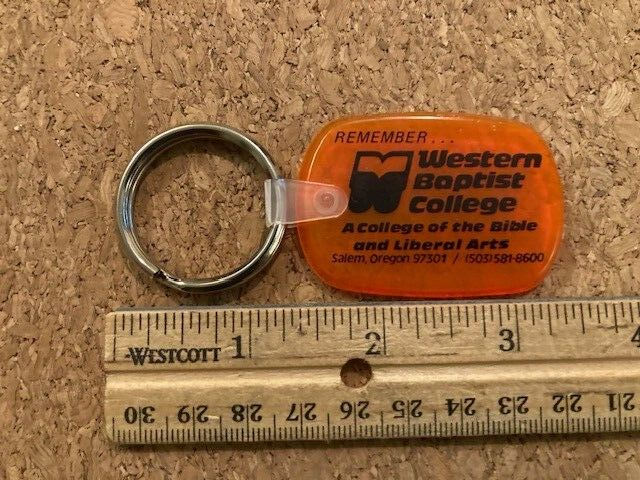 REMEMBER...
Western
Baptist
College
A College of the Bible
and Liberal Arts
Salem, Oregon 97301 / (503)581-8600
1 2 3 4
WESTCOTT
30 29 28 27 26 25 24 23 22 21